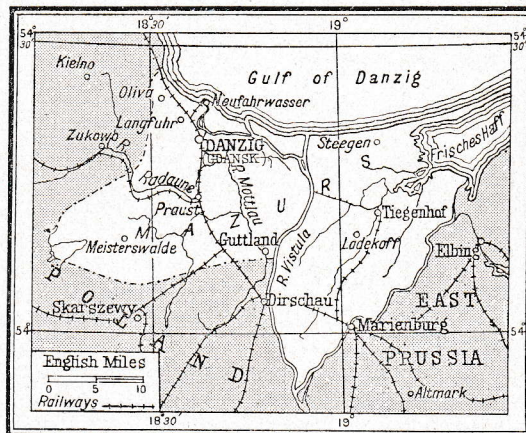 18°30'
19°
54°
30'
54°
30'
Kielno
Gulf of Danzig
Oliva
Neufahrwasser
Langfuhr
Zukowo
DANZIG
(GDANSK)
Steegen
Frisches Haff
Radaune
R. Mottlau
Praust
Tiegenhof
Meisterswalde
Guttland
R. Vistula
Ladekopp
Elbing
Skarszewy
Dirschau
EAST
54°
54°
Marienburg
PRUSSIA
POLAND
English Miles
0 5 10
Railways
Altmark
18°30'
19°